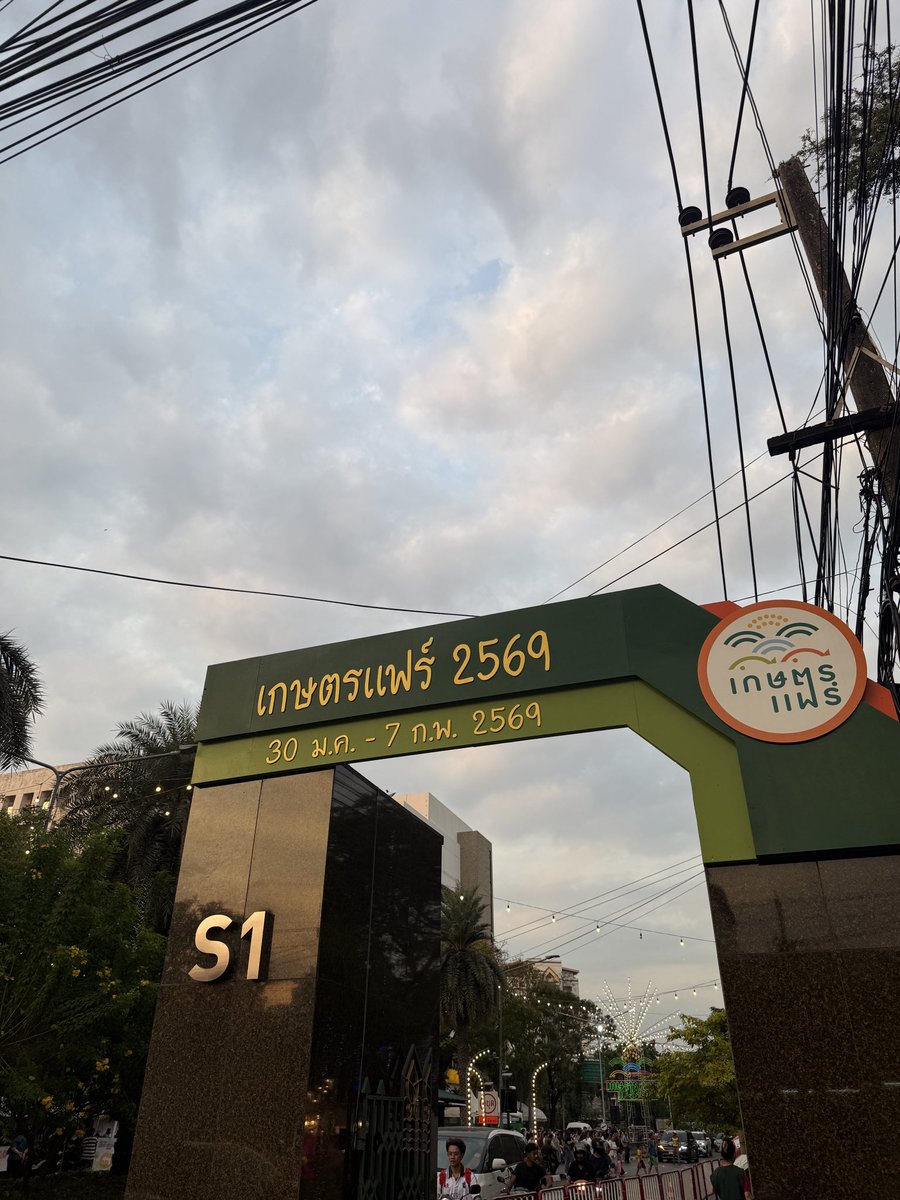 เกษตรแฟร์ 2569
30 ม.ค. - 7 ก.พ. 2569
เกษตร
แฟร์
S1